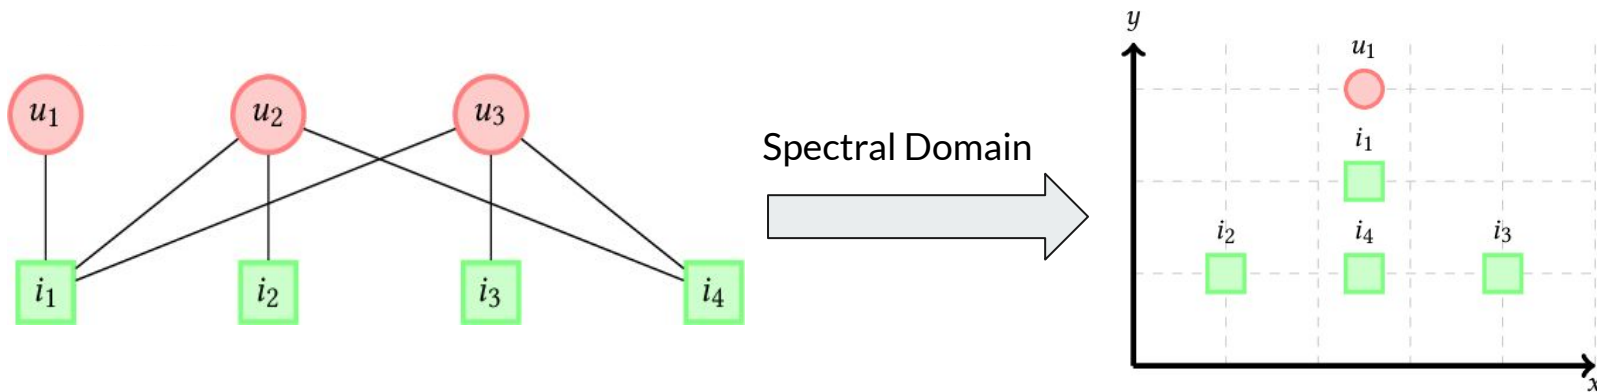 u₁ u₂ u₃
i₁ i₂ i₃ i₄
Spectral Domain
y
u₁
i₁
i₂ i₄ i₃
x